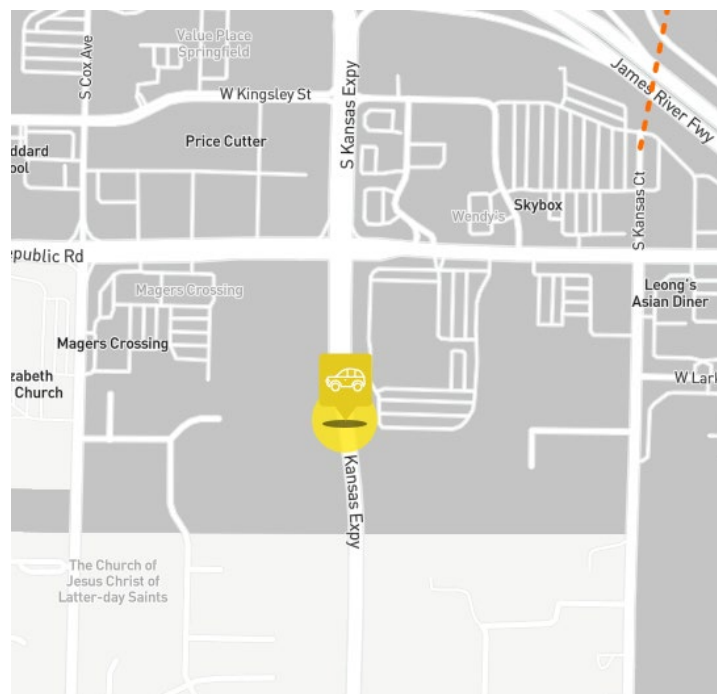 Value Place
Springfield
S Cox Ave
S Kansas Expy
James River Fwy
W Kingsley St
Price Cutter
ddard
ool
S Kansas Ct
Skybox
Wendy's
epublic Rd
Leong's
Asian Diner
Magers Crossing
Magers Crossing
W Lark
zabeth
Church
Kansas Expy
The Church of
Jesus Christ of
Latter-day Saints